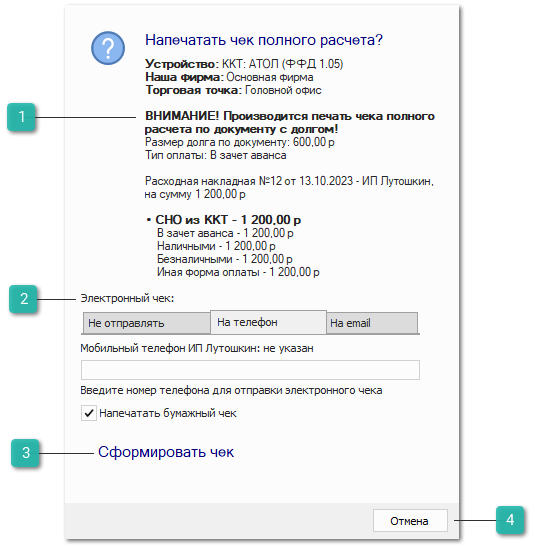 ?
Напечатать чек полного расчета?
Устройство: ККТ: АТОЛ (ФФД 1.05)
Наша фирма: Основная фирма
Торговая точка: Головной офис
1
ВНИМАНИЕ! Производится печать чека полного
расчета по документу с долгом!
Размер долга по документу: 600,00 р
Тип оплаты: В зачет аванса
Расходная накладная №12 от 13.10.2023 - ИП Лутошкин,
на сумму 1 200,00 р
• СНО из ККТ - 1 200,00 р
В зачет аванса - 1 200,00 р
Наличными - 1 200,00 р
Безналичными - 1 200,00 р
Иная форма оплаты - 1 200,00 р
2
Электронный чек:
Не отправлять
На телефон
На email
Мобильный телефон ИП Лутошкин: не указан
Введите номер телефона для отправки электронного чека
Напечатать бумажный чек
3
Сформировать чек
Отмена
4